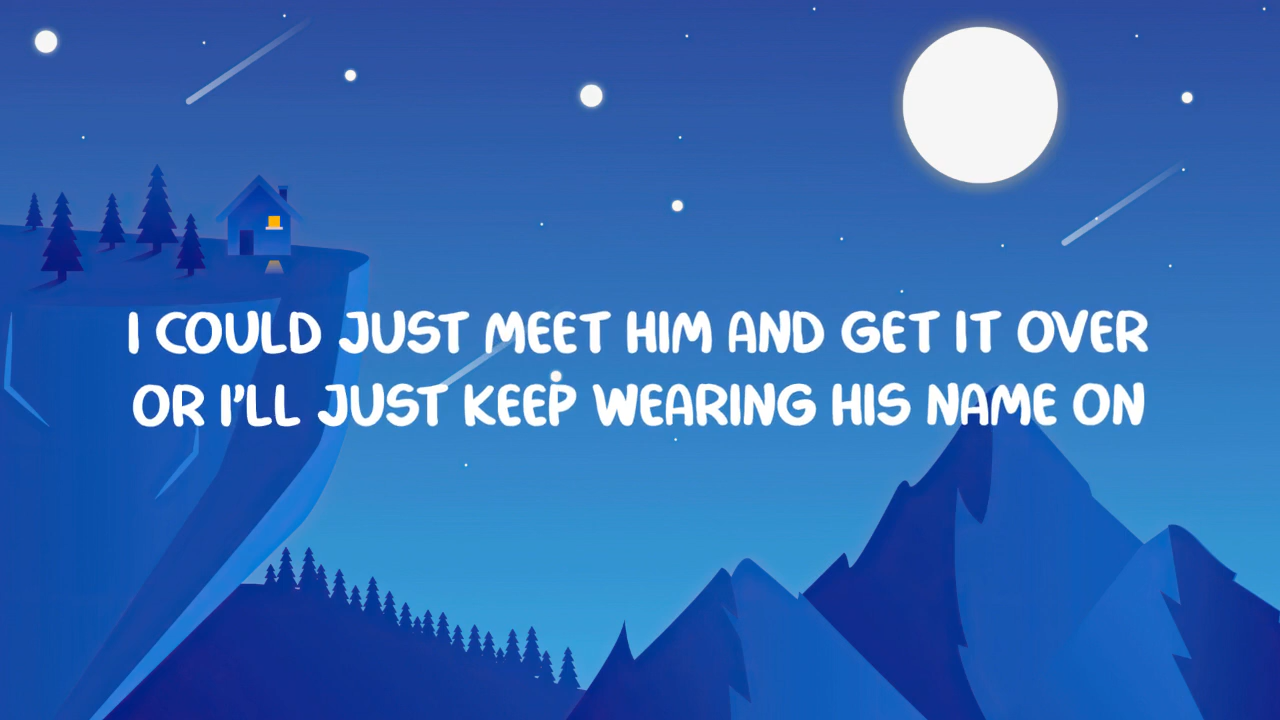 I COULD JUST MEET HIM AND GET IT OVER
OR I'LL JUST KEEP WEARING HIS NAME ON